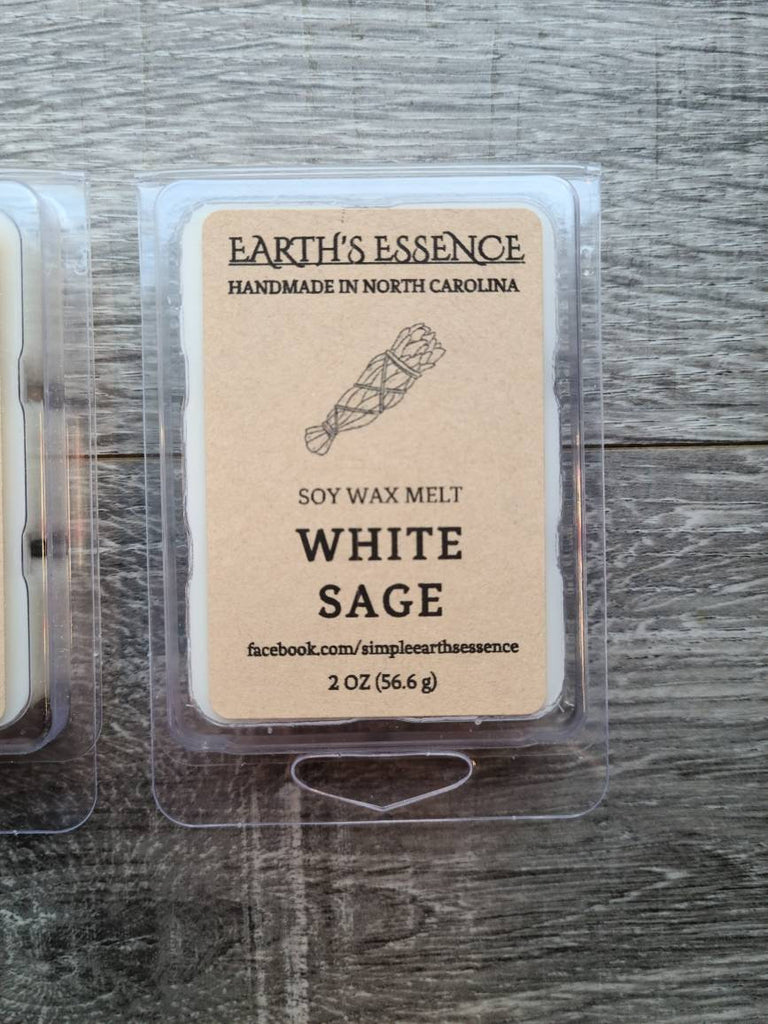 EARTH'S ESSENCE
HANDMADE IN NORTH CAROLINA
SOY WAX MELT
WHITE
SAGE
facebook.com/simpleearthsessence
2 OZ (56.6 g)